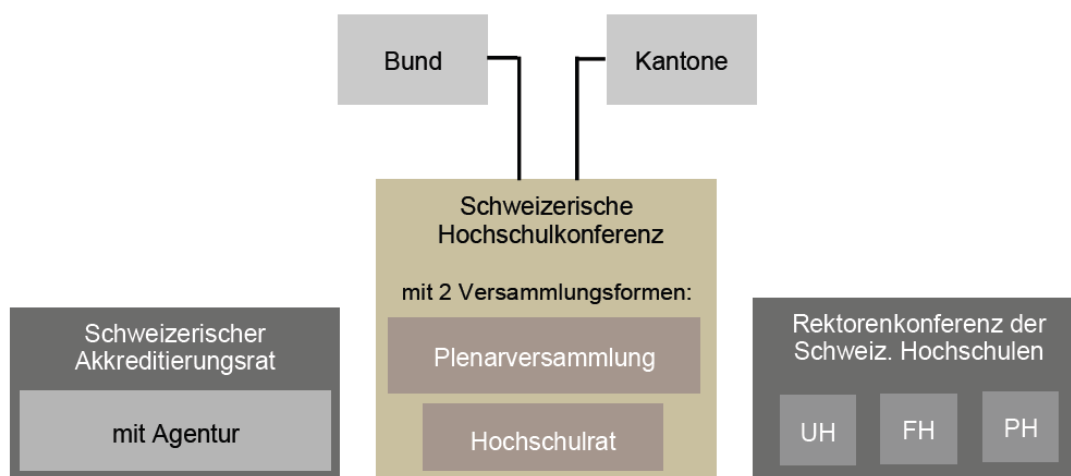 Bund
Kantone
Schweizerische
Hochschulkonferenz
mit 2 Versammlungsformen:
Plenarversammlung
Hochschulrat
Schweizerischer
Akkreditierungsrat
mit Agentur
Rektorenkonferenz der
Schweiz. Hochschulen
UH
FH
PH